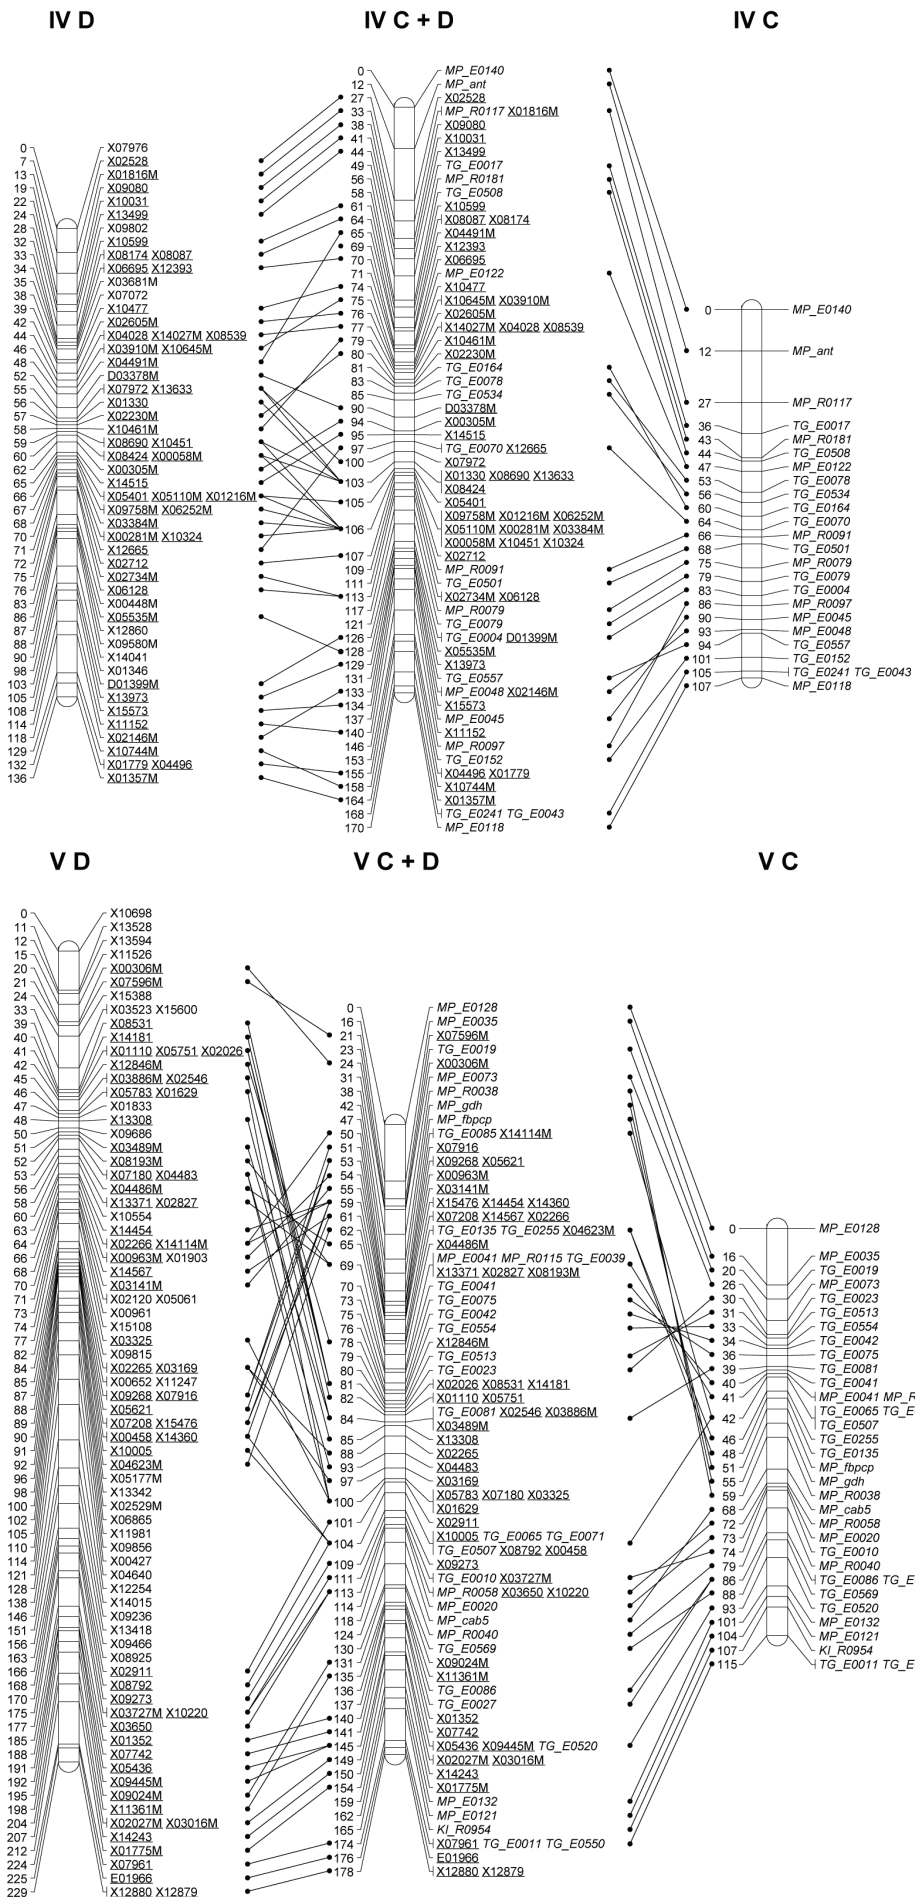 IV D
0 X07976
7 X02528
13 X01816M
19 X09080
22 X10031
24 X13499
28 X09802
32 X10599
33 X08174 X08087
34 X06695 X12393
35 X03681M
38 X07072
39 X10477
42 X02605M
44 X04028 X14027M X08539
46 X03910M X10645M
48 X04491M
52 D03378M
55 X07972 X13633
56 X01330
57 X02230M
58 X10461M
59 X08690 X10451
60 X08424 X00058M
62 X00305M
65 X14515
66 X05401 X05110M X01216M
67 X09758M X06252M
68 X03384M
70 X00281M X10324
71 X12665
72 X02712
75 X02734M
76 X06128
83 X00448M
86 X05535M
87 X12860
88 X09580M
90 X14041
98 X01346
103 D01399M
105 X13973
108 X15573
114 X11152
118 X02146M
129 X10744M
132 X01779 X04496
136 X01357M
IV C + D
0 MP_E0140
12 MP_ant
27 X02528
33 MP_R0117 X01816M
38 X09080
41 X10031
44 X13499
49 TG_E0017
56 MP_R0181
58 TG_E0508
61 X10599
64 X08087 X08174
65 X04491M
69 X12393
70 X06695
71 MP_E0122
74 X10477
75 X10645M X03910M
76 X02605M
77 X14027M X04028 X08539
79 X10461M
80 X02230M
81 TG_E0164
83 TG_E0078
85 TG_E0534
90 D03378M
94 X00305M
95 X14515
97 TG_E0070 X12665
100 X07972
103 X01330 X08690 X13633
X08424
105 X05401
X09758M X01216M X06252M
106 X05110M X00281M X03384M
X00058M X10451 X10324
107 X02712
109 MP_R0091
111 TG_E0501
113 X02734M X06128
117 MP_R0079
121 TG_E0079
126 TG_E0004 D01399M
128 X05535M
129 X13973
131 TG_E0557
133 MP_E0048 X02146M
134 X15573
137 MP_E0045
140 X11152
146 MP_R0097
153 TG_E0152
155 X04496 X01779
158 X10744M
164 X01357M
168 TG_E0241 TG_E0043
170 MP_E0118
IV C
0 MP_E0140
12 MP_ant
27 MP_R0117
36 TG_E0017
43 MP_R0181
44 TG_E0508
47 MP_E0122
53 TG_E0078
56 TG_E0534
60 TG_E0164
64 TG_E0070
66 MP_R0091
68 TG_E0501
75 MP_R0079
79 TG_E0079
83 TG_E0004
86 MP_R0097
90 MP_E0045
93 MP_E0048
94 TG_E0557
101 TG_E0152
105 TG_E0241 TG_E0043
107 MP_E0118
V D
0 X10698
11 X13528
12 X13594
15 X11526
20 X00306M
21 X07596M
24 X15388
33 X03523 X15600
39 X08531
40 X14181
41 X01110 X05751 X02026
42 X12846M
45 X03886M X02546
46 X05783 X01629
47 X01833
48 X13308
50 X09686
51 X03489M
52 X08193M
53 X07180 X04483
56 X04486M
58 X13371 X02827
60 X10554
63 X14454
64 X02266 X14114M
66 X00963M X01903
68 X14567
70 X03141M
71 X02120 X05061
73 X00961
74 X15108
77 X03325
82 X09815
84 X02265 X03169
85 X00652 X11247
87 X09268 X07916
88 X05621
89 X07208 X15476
90 X00458 X14360
91 X10005
92 X04623M
96 X05177M
98 X13342
100 X02529M
102 X06865
105 X11981
110 X09856
114 X00427
121 X04640
128 X12254
138 X14015
146 X09236
151 X13418
156 X09466
163 X08925
166 X02911
168 X08792
170 X09273
175 X03727M X10220
177 X03650
185 X01352
188 X07742
191 X05436
192 X09445M
195 X09024M
198 X11361M
204 X02027M X03016M
207 X14243
212 X01775M
224 X07961
225 E01966
229 X12880 X12879
V C + D
0 MP_E0128
16 MP_E0035
21 X07596M
23 TG_E0019
24 X00306M
31 MP_E0073
38 MP_R0038
42 MP_gdh
47 MP_fbpcp
50 TG_E0085 X14114M
51 X07916
53 X09268 X05621
54 X00963M
55 X03141M
59 X15476 X14454 X14360
61 X07208 X14567 X02266
62 TG_E0135 TG_E0255 X04623M
65 X04486M
69 MP_E0041 MP_R0115 TG_E0039
X13371 X02827 X08193M
70 TG_E0041
73 TG_E0075
75 TG_E0042
76 TG_E0554
78 X12846M
79 TG_E0513
80 TG_E0023
81 X02026 X08531 X14181
82 X01110 X05751
84 TG_E0081 X02546 X03886M
X03489M
85 X13308
88 X02265
93 X04483
97 X03169
100 X05783 X07180 X03325
X01629
101 X02911
104 X10005 TG_E0065 TG_E0071
TG_E0507 X08792 X00458
109 X09273
111 TG_E0010 X03727M
113 MP_R0058 X03650 X10220
114 MP_E0020
118 MP_cab5
124 MP_R0040
130 TG_E0569
131 X09024M
135 X11361M
136 TG_E0086
137 TG_E0027
140 X01352
141 X07742
145 X05436 X09445M TG_E0520
149 X02027M X03016M
150 X14243
154 X01775M
159 MP_E0132
162 MP_E0121
165 KI_R0954
174 X07961 TG_E0011 TG_E0550
176 E01966
178 X12880 X12879
V C
0 MP_E0128
16 MP_E0035
20 TG_E0019
26 MP_E0073
30 TG_E0023
31 TG_E0513
33 TG_E0554
34 TG_E0042
36 TG_E0075
39 TG_E0081
40 TG_E0041
41 MP_E0041 MP_R
42 TG_E0065 TG_E
TG_E0507
46 TG_E0255
48 TG_E0135
51 MP_fbpcp
55 MP_gdh
59 MP_R0038
68 MP_cab5
72 MP_R0058
73 MP_E0020
74 TG_E0010
79 MP_R0040
86 TG_E0086 TG_E
88 TG_E0569
93 TG_E0520
101 MP_E0132
104 MP_E0121
107 KI_R0954
115 TG_E0011 TG_E